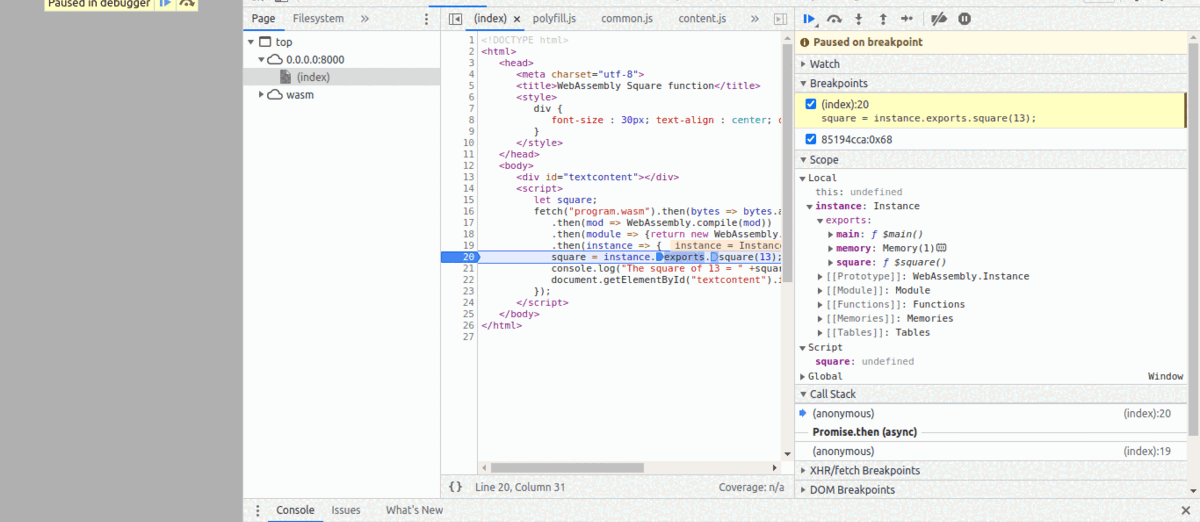 Paused in debugger
Page Filesystem »
top
0.0.0.0:8000
(index)
wasm
(index) × polyfill.js common.js content.js »
1 <!DOCTYPE html>
2 <html>
3 <head>
4 <meta charset="utf-8">
5 <title>WebAssembly Square function</title>
6 <style>
7 div {
8 font-size : 30px; text-align : center; c
9 }
10 </style>
11 </head>
12 <body>
13 <div id="textcontent"></div>
14 <script>
15 let square;
16 fetch("program.wasm").then(bytes => bytes.a
17 .then(mod => WebAssembly.compile(mod))
18 .then(module => {return new WebAssembly.
19 .then(instance => { instance = Instance
20 square = instance.exports.square(13);
21 console.log("The square of 13 = " +squar
22 document.getElementById("textcontent").i
23 });
24 </script>
25 </body>
26 </html>
27
{} Line 20, Column 31 Coverage: n/a
Paused on breakpoint
Watch
Breakpoints
(index):20
square = instance.exports.square(13);
85194cca:0x68
Scope
Local
this: undefined
instance: Instance
exports:
main: ƒ $main()
memory: Memory(1)
square: ƒ $square()
[[Prototype]]: WebAssembly.Instance
[[Module]]: Module
[[Functions]]: Functions
[[Memories]]: Memories
[[Tables]]: Tables
Script
square: undefined
Global Window
Call Stack
(anonymous) (index):20
Promise.then (async)
(anonymous) (index):19
XHR/fetch Breakpoints
DOM Breakpoints
Console Issues What's New ×